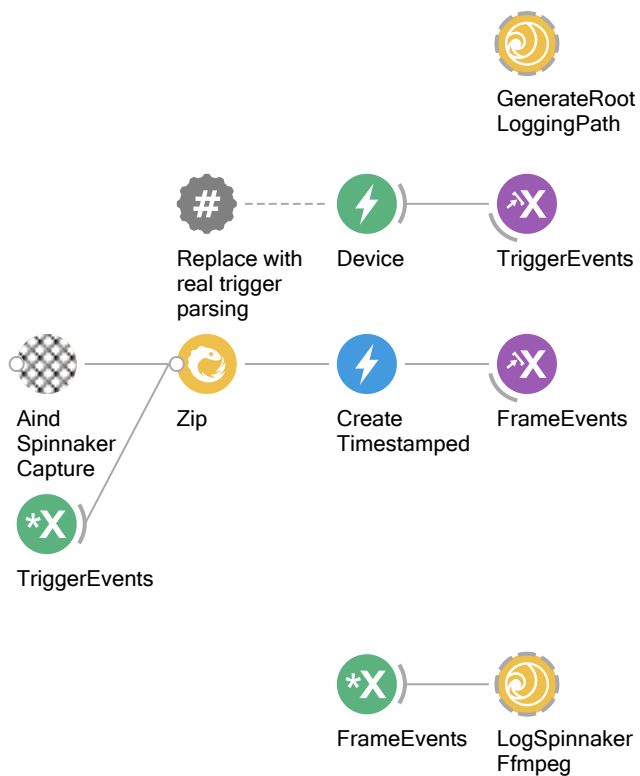 GenerateRoot
LoggingPath
#
Replace with
real trigger
parsing
Device
X
TriggerEvents
Aind
Spinnaker
Capture
Zip
Create
Timestamped
X
FrameEvents
*X
TriggerEvents
*X
FrameEvents
LogSpinnaker
Ffmpeg